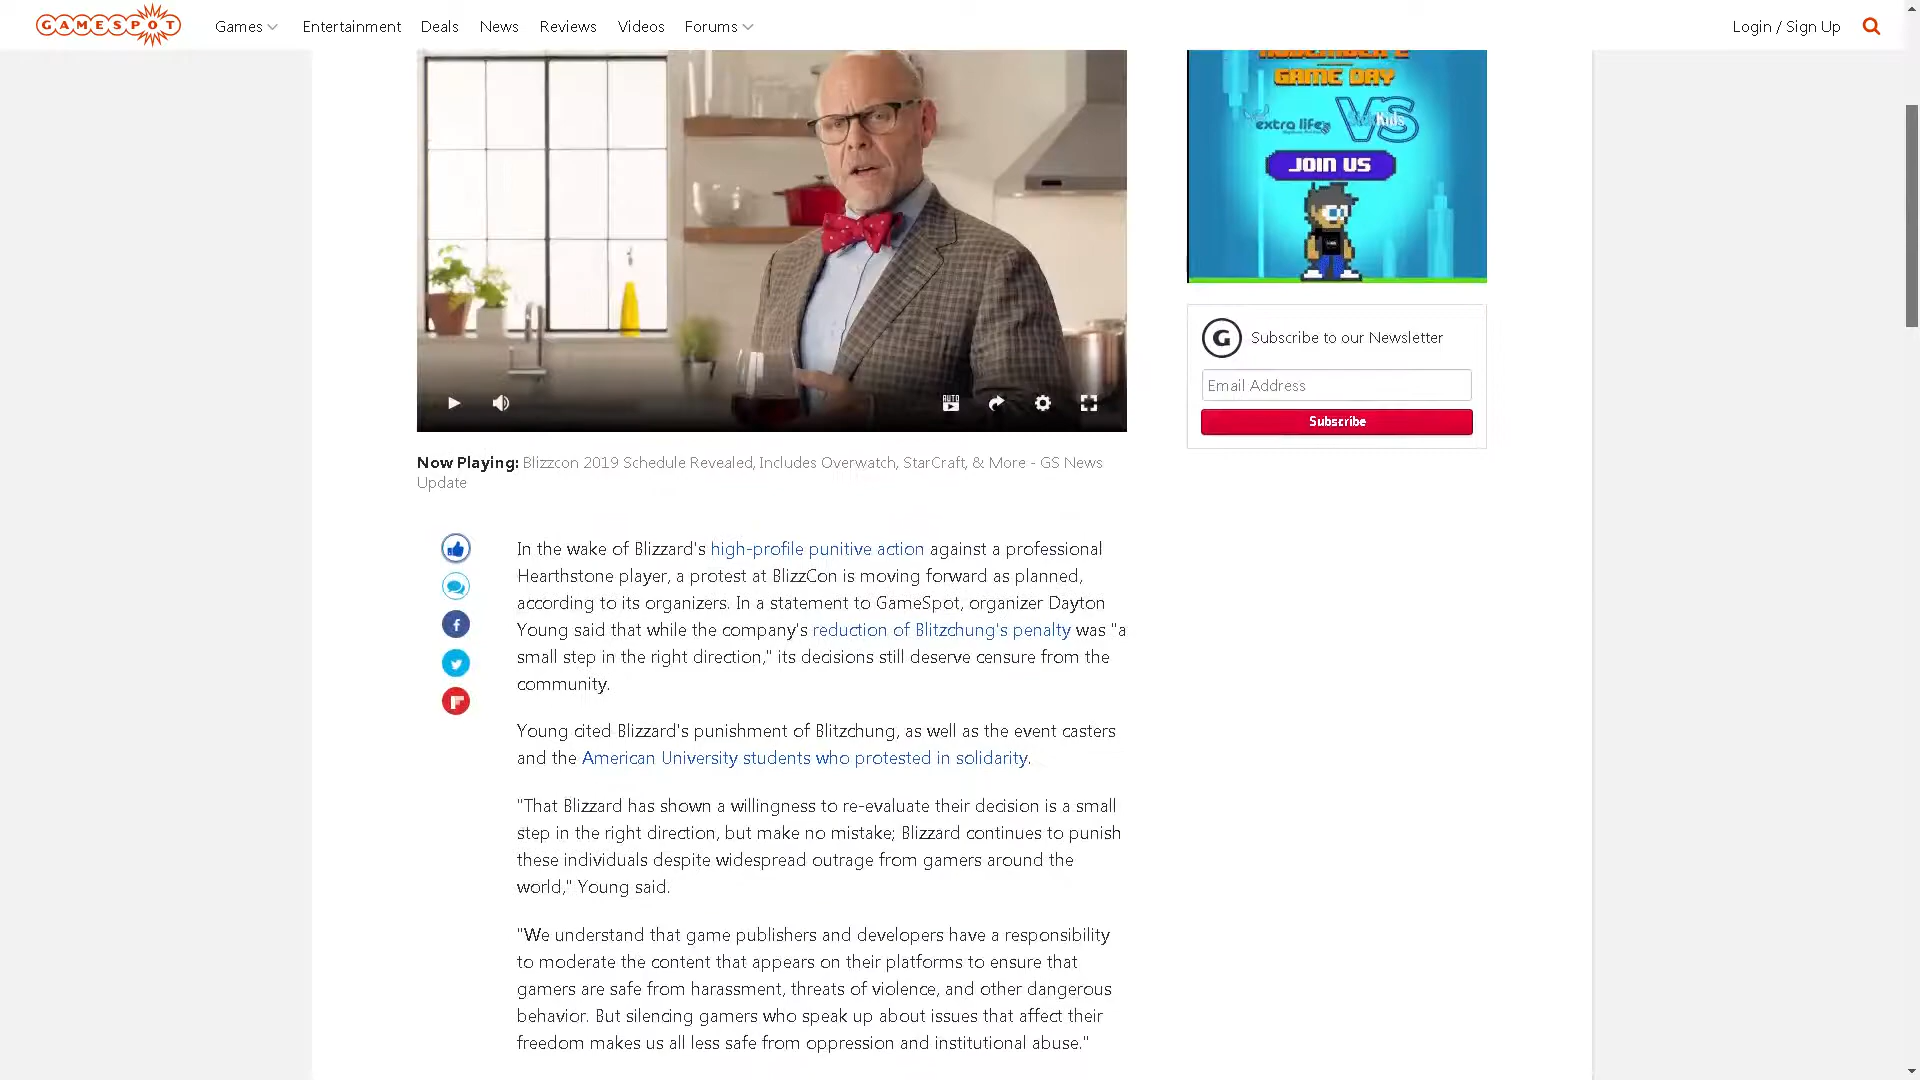 GAMESPOT
Games Entertainment Deals News Reviews Videos Forums Login / Sign Up
GAME DAY
extra life
VS
Kids
JOIN US
G Subscribe to our Newsletter
Email Address
Subscribe
AUTO
Now Playing: Blizzcon 2019 Schedule Revealed, Includes Overwatch, StarCraft, & More - GS News
Update
In the wake of Blizzard's high-profile punitive action against a professional
Hearthstone player, a protest at BlizzCon is moving forward as planned,
according to its organizers. In a statement to GameSpot, organizer Dayton
Young said that while the company's reduction of Blitzchung's penalty was "a
small step in the right direction," its decisions still deserve censure from the
community.
Young cited Blizzard's punishment of Blitzchung, as well as the event casters
and the American University students who protested in solidarity.
"That Blizzard has shown a willingness to re-evaluate their decision is a small
step in the right direction, but make no mistake; Blizzard continues to punish
these individuals despite widespread outrage from gamers around the
world," Young said.
"We understand that game publishers and developers have a responsibility
to moderate the content that appears on their platforms to ensure that
gamers are safe from harassment, threats of violence, and other dangerous
behavior. But silencing gamers who speak up about issues that affect their
freedom makes us all less safe from oppression and institutional abuse."